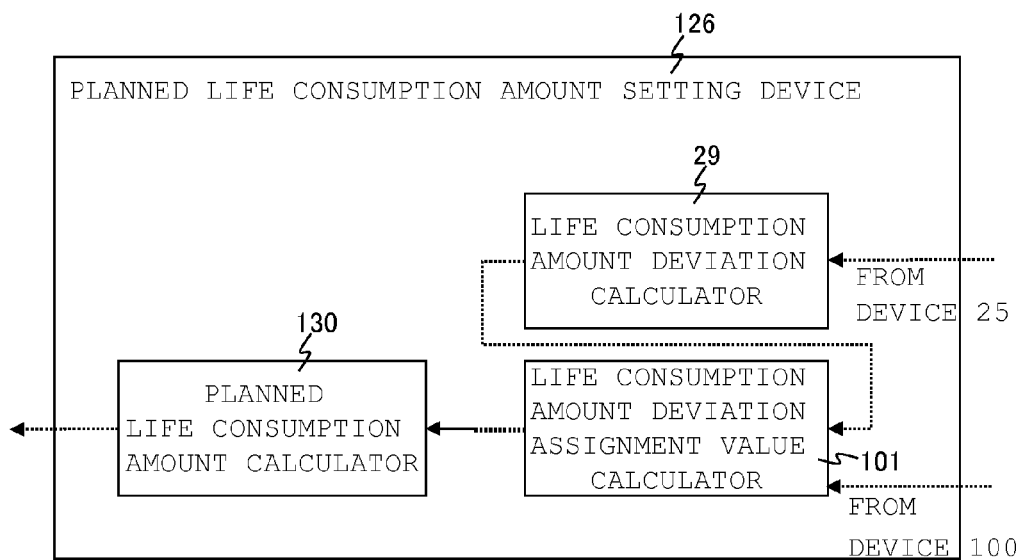 126
PLANNED LIFE CONSUMPTION AMOUNT SETTING DEVICE
29
LIFE CONSUMPTION
AMOUNT DEVIATION
CALCULATOR
FROM
DEVICE 25
130
PLANNED
LIFE CONSUMPTION
AMOUNT CALCULATOR
LIFE CONSUMPTION
AMOUNT DEVIATION
ASSIGNMENT VALUE
CALCULATOR
101
FROM
DEVICE 100